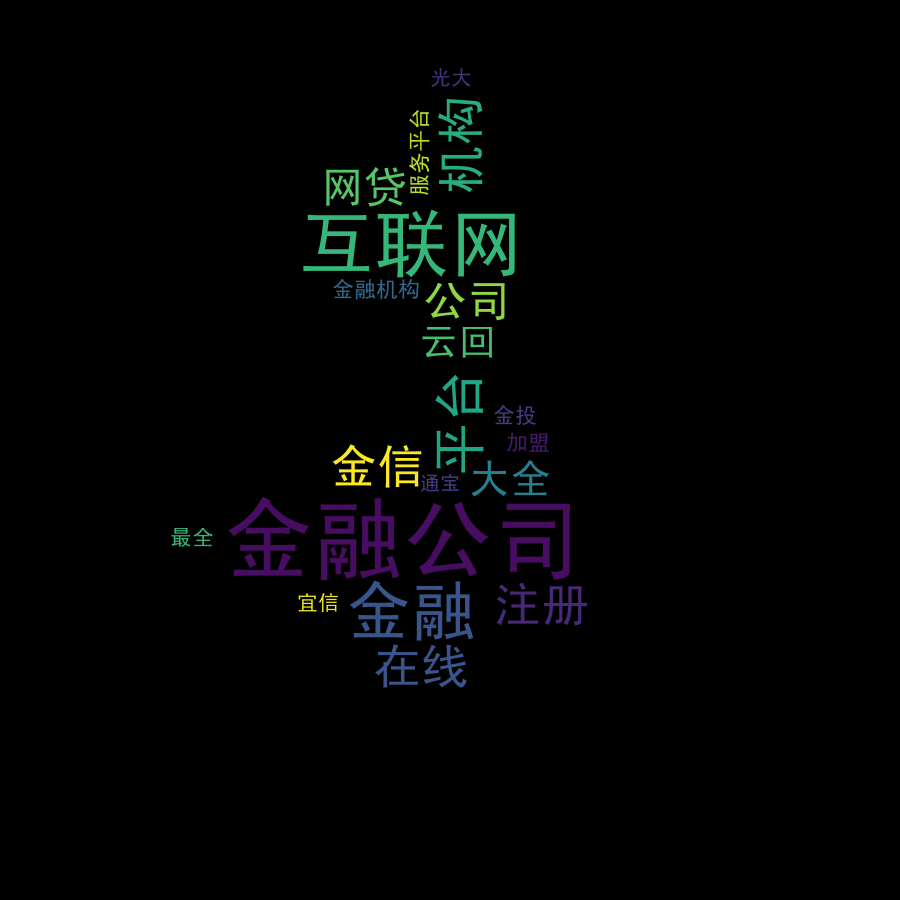 光大
机构
服务平台
网贷
互联网
金融机构
公司
云回
平台
金投
加盟
金信
大全
通宝
金融公司
最全
宜信
金融
注册
在线